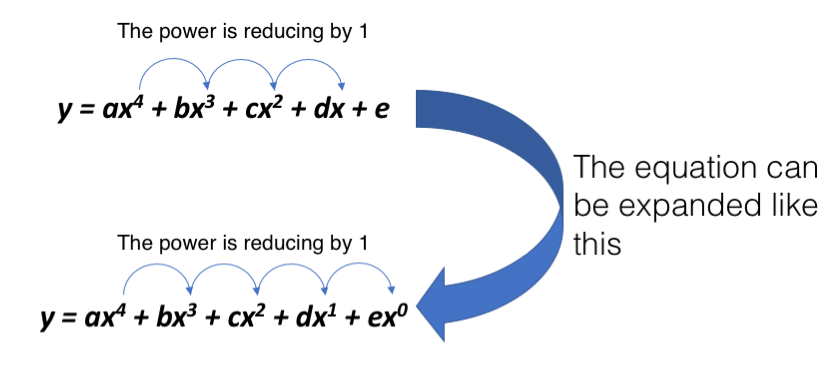 The power is reducing by 1
y = ax⁴ + bx³ + cx² + dx + e
The equation can
be expanded like
this
The power is reducing by 1
y = ax⁴ + bx³ + cx² + dx¹ + ex⁰